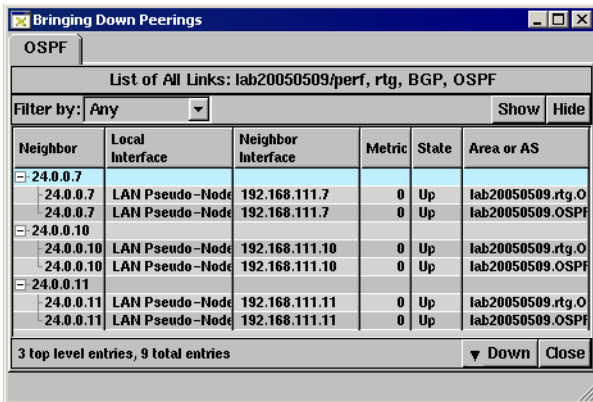 Bringing Down Peerings
OSPF
List of All Links: lab20050509/perf, rtg, BGP, OSPF
Filter by: Any Show Hide
Neighbor Local Interface Neighbor Interface Metric State Area or AS
24.0.0.7
24.0.0.7 LAN Pseudo-Node 192.168.111.7 0 Up lab20050509.rtg.O
24.0.0.7 LAN Pseudo-Node 192.168.111.7 0 Up lab20050509.OSPF
24.0.0.10
24.0.0.10 LAN Pseudo-Node 192.168.111.10 0 Up lab20050509.rtg.O
24.0.0.10 LAN Pseudo-Node 192.168.111.10 0 Up lab20050509.OSPF
24.0.0.11
24.0.0.11 LAN Pseudo-Node 192.168.111.11 0 Up lab20050509.rtg.O
24.0.0.11 LAN Pseudo-Node 192.168.111.11 0 Up lab20050509.OSPF
3 top level entries, 9 total entries Down Close